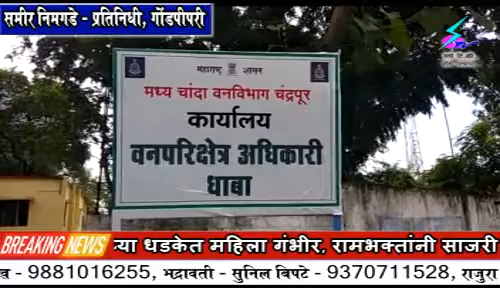 समीर निमगडे - प्रतिनिधी, गोंडपीपरी
महाराष्ट्र शासन
मध्य चांदा वनविभाग चंद्रपूर
कार्यालय
वनपरिक्षेत्र अधिकारी
धाबा
BREAKING NEWS च्या धडकेत महिला गंभीर, रामभक्तांनी साजरी
- 9881016255, भद्रावती - सुनिल बिपटे - 9370711528, राजुरा